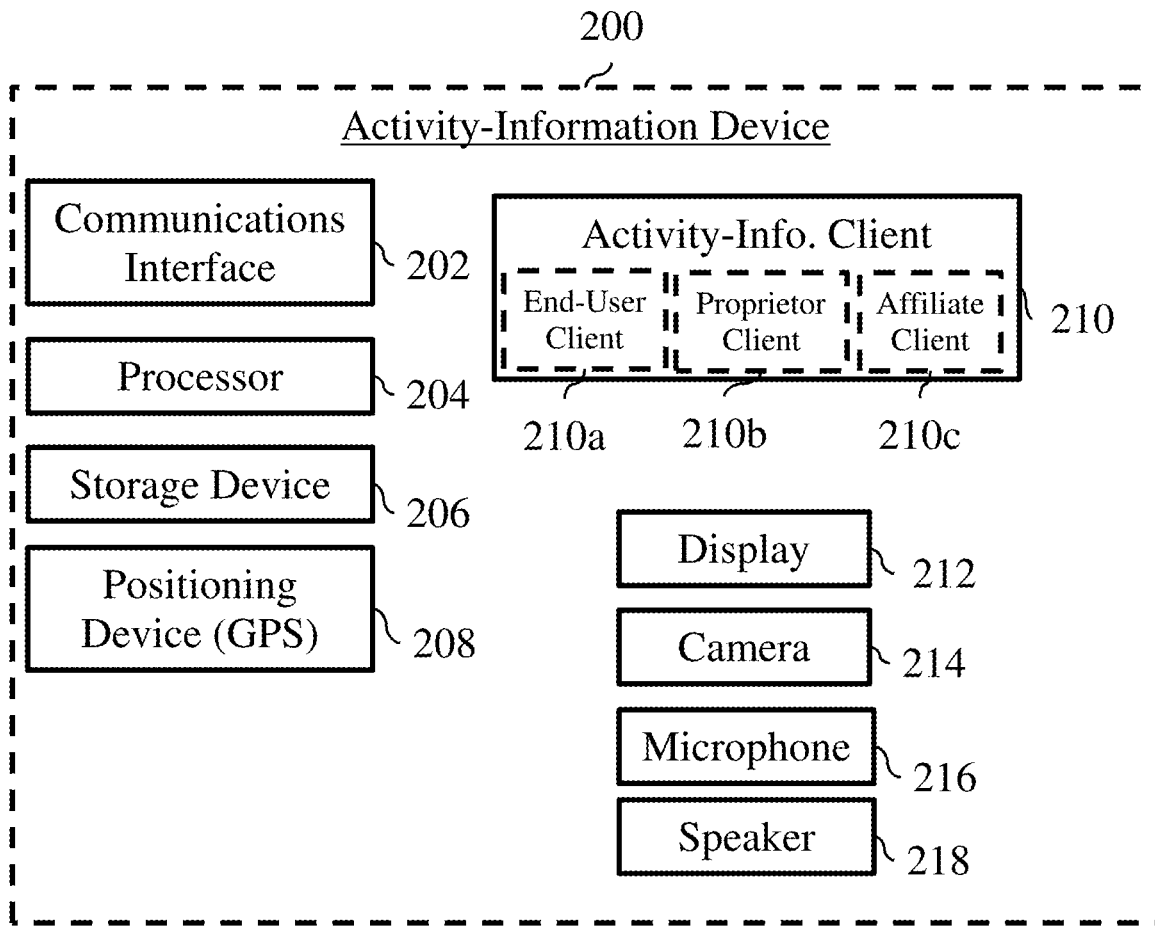 200
Activity-Information Device
Communications
Interface
202
Processor
204
Storage Device
206
Positioning
Device (GPS)
208
Activity-Info. Client
210
End-User
Client
210a
Proprietor
Client
210b
Affiliate
Client
210c
Display
212
Camera
214
Microphone
216
Speaker
218